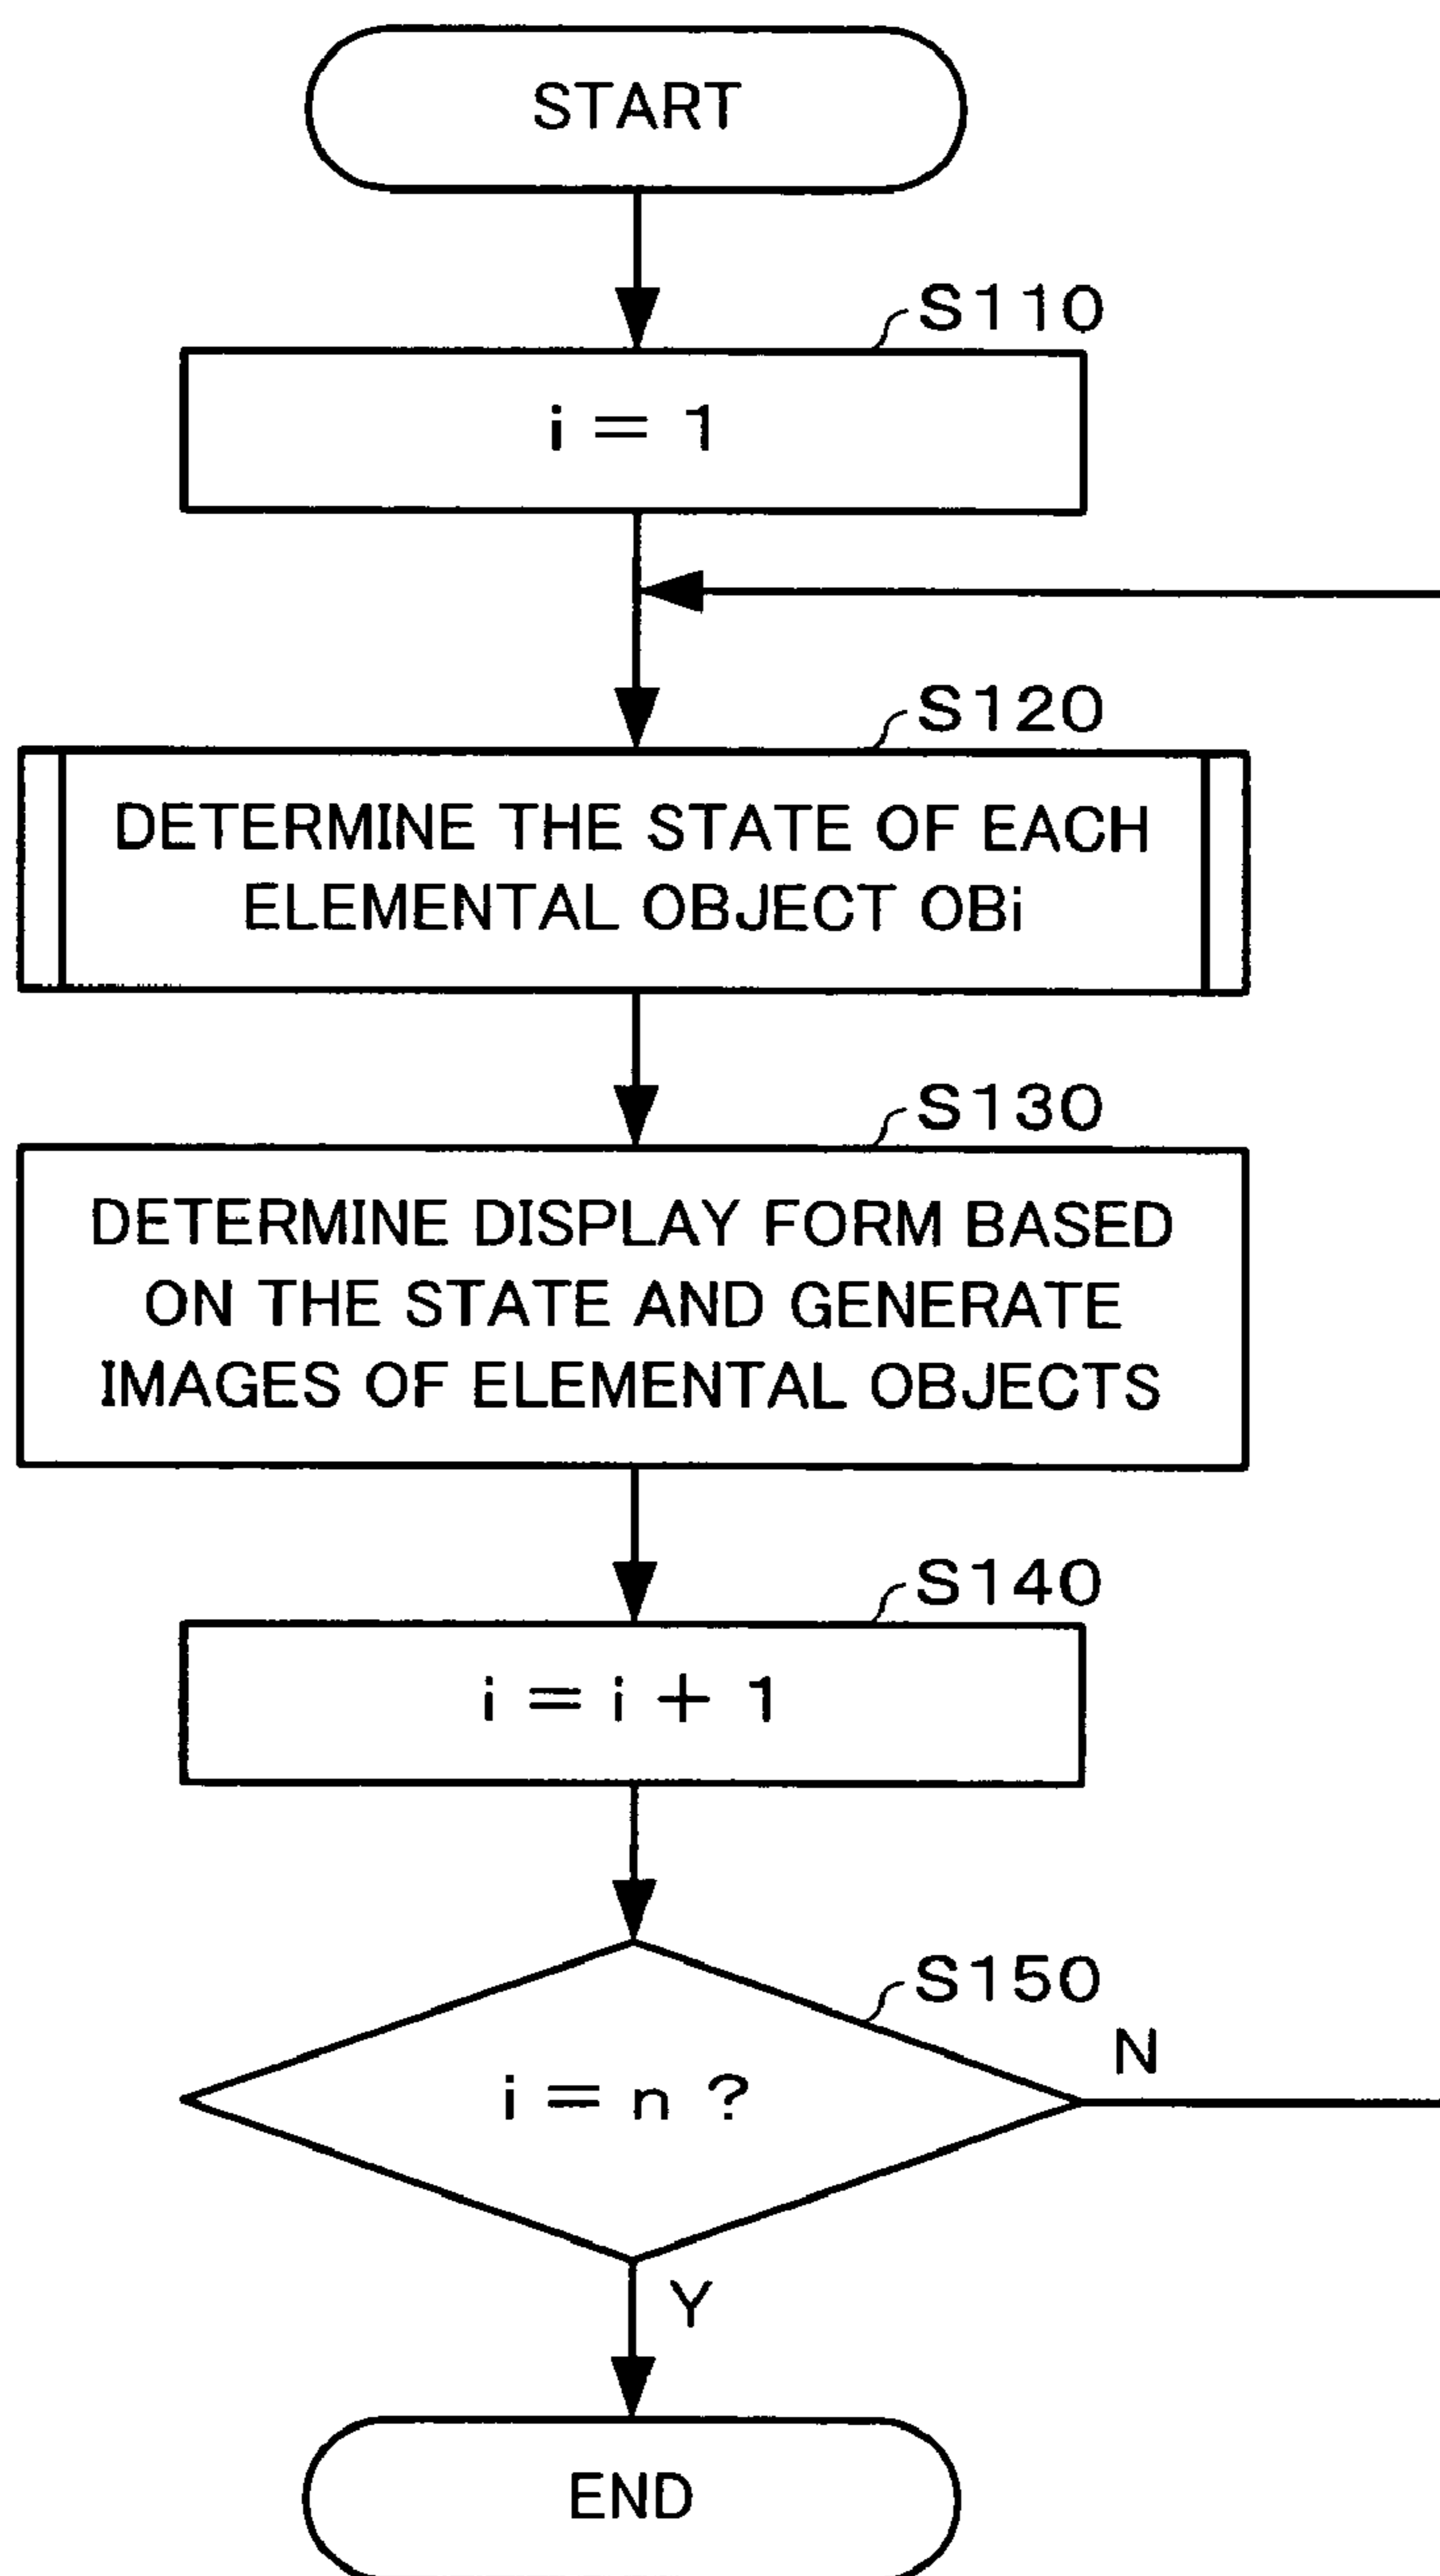 START
S110
i = 1
S120
DETERMINE THE STATE OF EACH
ELEMENTAL OBJECT OBi
S130
DETERMINE DISPLAY FORM BASED
ON THE STATE AND GENERATE
IMAGES OF ELEMENTAL OBJECTS
S140
i = i + 1
S150
N
i = n ?
Y
END